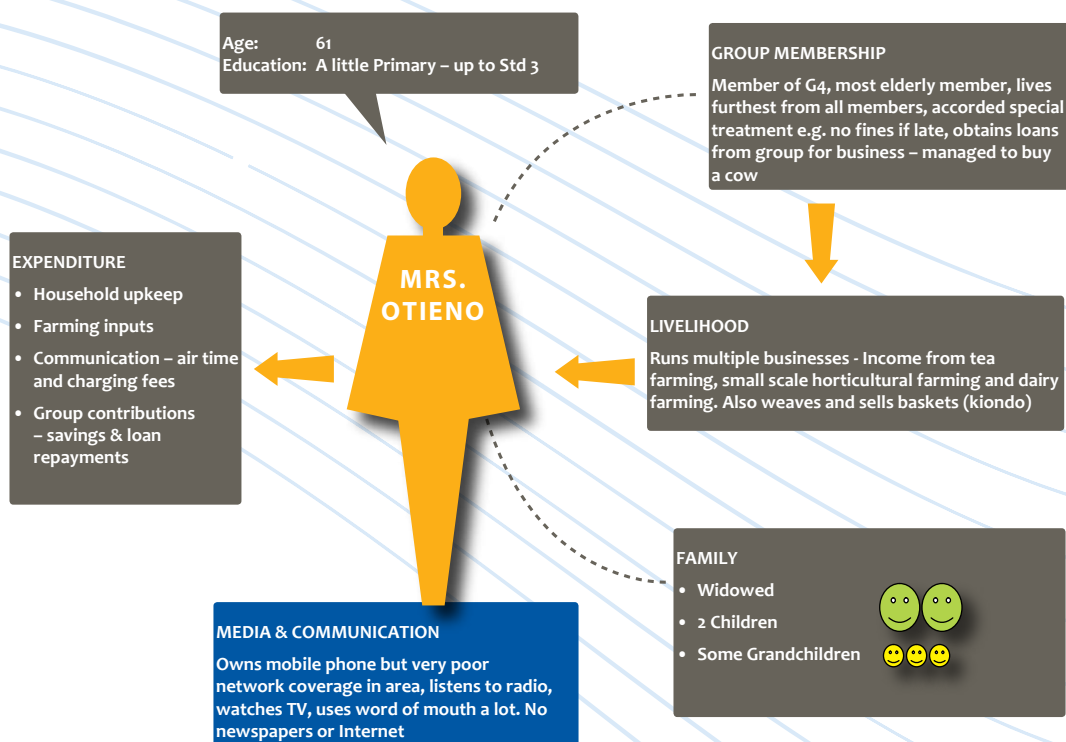 Age: 61
Education: A little Primary – up to Std 3
GROUP MEMBERSHIP
Member of G4, most elderly member, lives
furthest from all members, accorded special
treatment e.g. no fines if late, obtains loans
from group for business – managed to buy
a cow
MRS.
OTIENO
EXPENDITURE
• Household upkeep
• Farming inputs
• Communication – air time
and charging fees
• Group contributions
– savings & loan
repayments
LIVELIHOOD
Runs multiple businesses - Income from tea
farming, small scale horticultural farming and dairy
farming. Also weaves and sells baskets (kiondo)
FAMILY
• Widowed
• 2 Children
• Some Grandchildren
MEDIA & COMMUNICATION
Owns mobile phone but very poor
network coverage in area, listens to radio,
watches TV, uses word of mouth a lot. No
newspapers or Internet